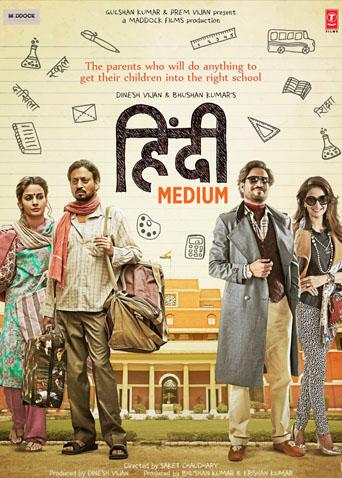 MADDOCK
GULSHAN KUMAR & PREM VIJAN present
a MADDOCK FILMS production
T
FILMS
स्कूल
दाखिला
शिक्षा
The parents who will do anything to
get their children into the right school
DINESH VIJAN & BHUSHAN KUMAR'S
हिंदी
MEDIUM
Directed by SAKET CHAUDHARY
Produced by DINESH VIJAN Produced by BHUSHAN KUMAR & KRISHAN KUMAR